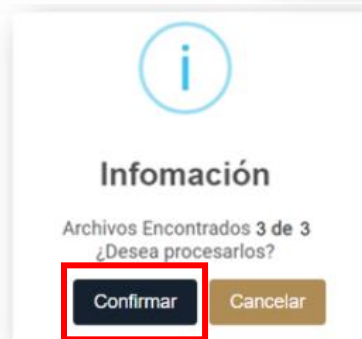 i
Infomación
Archivos Encontrados 3 de 3
¿Desea procesarlos?
Confirmar Cancelar